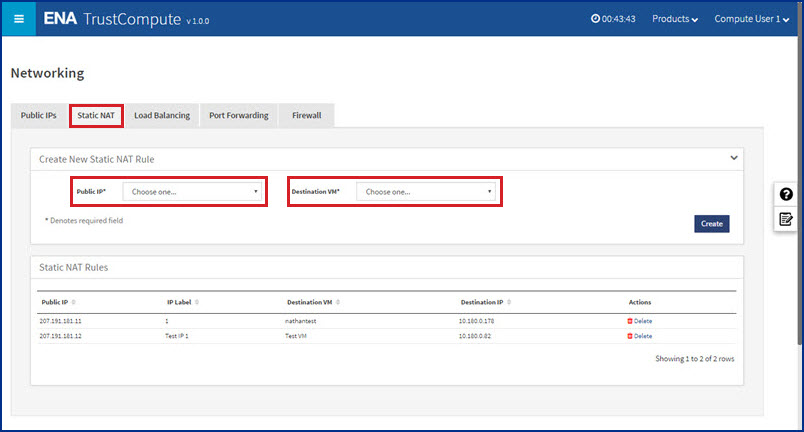 ENA TrustCompute v 1.0.0 00:43:43 Products Compute User 1
Networking
Public IPs Static NAT Load Balancing Port Forwarding Firewall
Create New Static NAT Rule
Public IP* Choose one... Destination VM* Choose one...
* Denotes required field
Create
Static NAT Rules
Public IP IP Label Destination VM Destination IP Actions
207.191.181.11 1 nathantest 10.180.0.178 Delete
207.191.181.12 Test IP 1 Test VM 10.180.0.82 Delete
Showing 1 to 2 of 2 rows